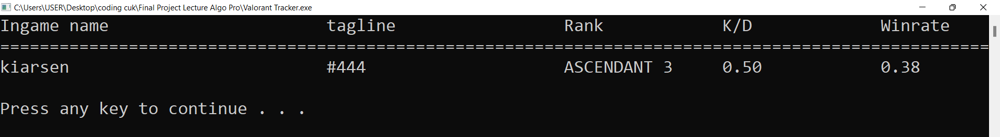 C:\Users\USER\Desktop\coding cuk\Final Project Lecture Algo Pro\Valorant Tracker.exe
Ingame name tagline Rank K/D Winrate
====================================================================================================
kiarsen #444 ASCENDANT 3 0.50 0.38
Press any key to continue . . .